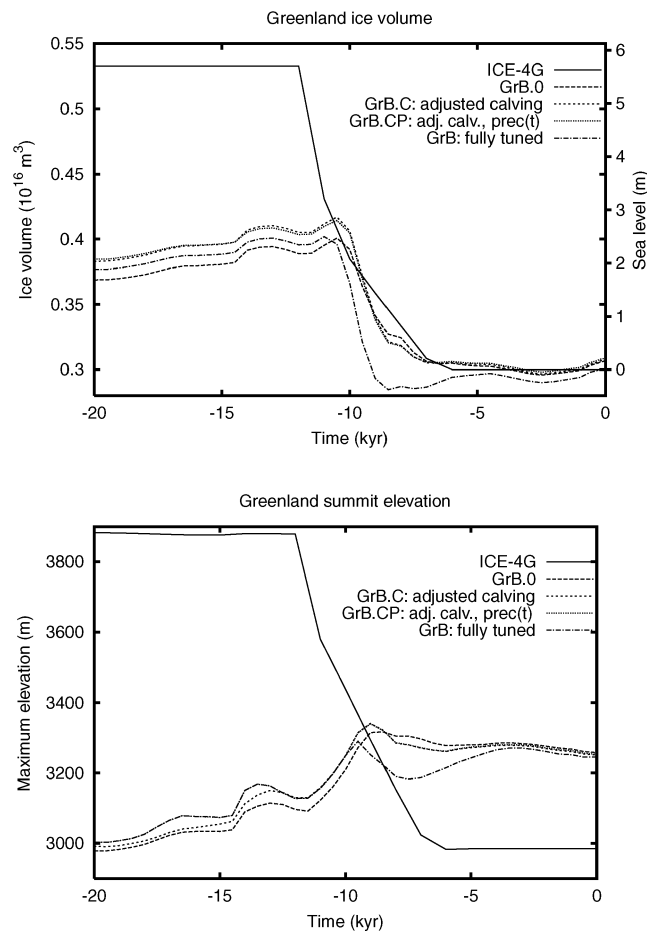 Greenland ice volume
0.55
0.5
0.45
0.4
0.35
0.3
Ice volume (10^16 m^3)
6
5
4
3
2
1
0
Sea level (m)
ICE-4G
GrB.0
GrB.C: adjusted calving
GrB.CP: adj. calv., prec(t)
GrB: fully tuned
-20 -15 -10 -5 0
Time (kyr)
Greenland summit elevation
3800
3600
3400
3200
3000
Maximum elevation (m)
ICE-4G
GrB.0
GrB.C: adjusted calving
GrB.CP: adj. calv., prec(t)
GrB: fully tuned
-20 -15 -10 -5 0
Time (kyr)